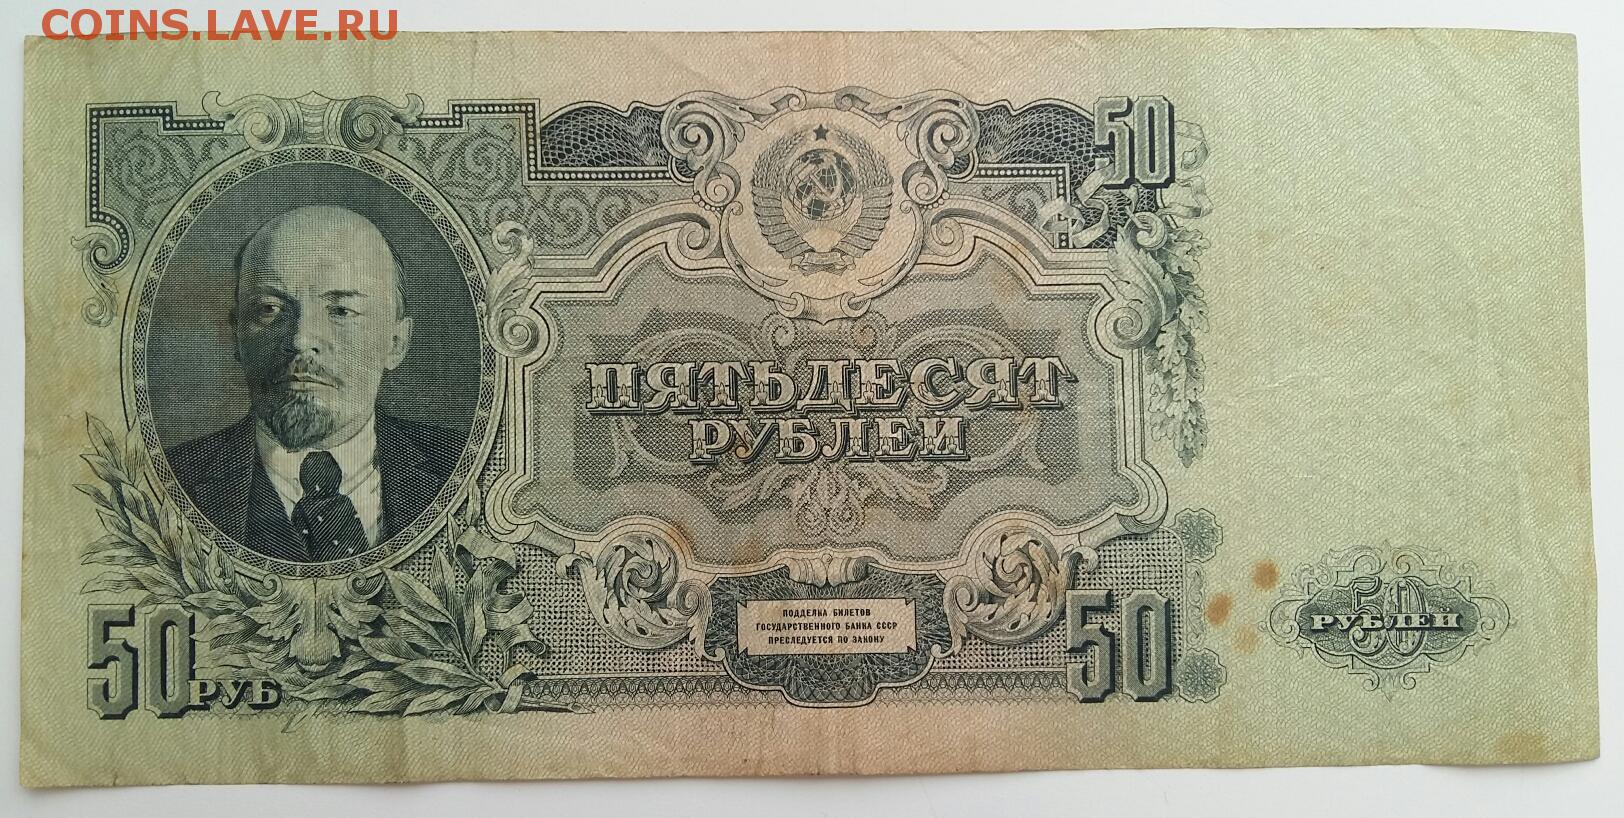 COINS.LAVE.RU
50
ПЯТЬДЕСЯТ
РУБЛЕЙ
ПОДДЕЛКА БИЛЕТОВ
ГОСУДАРСТВЕННОГО БАНКА СССР
ПРЕСЛЕДУЕТСЯ ПО ЗАКОНУ
50 РУБ
50
50
РУБЛЕЙ